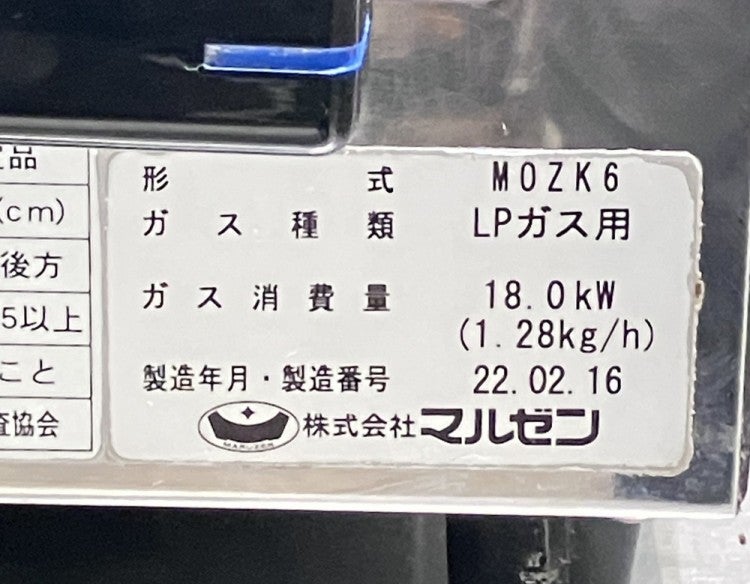 品
(cm)
後方
5以上
こと
査協会
形式 MOZK6
ガス種類 LPガス用
ガス消費量 18.0kW
(1.28kg/h)
製造年月・製造番号 22.02.16
MARUZEN 株式会社マルゼン